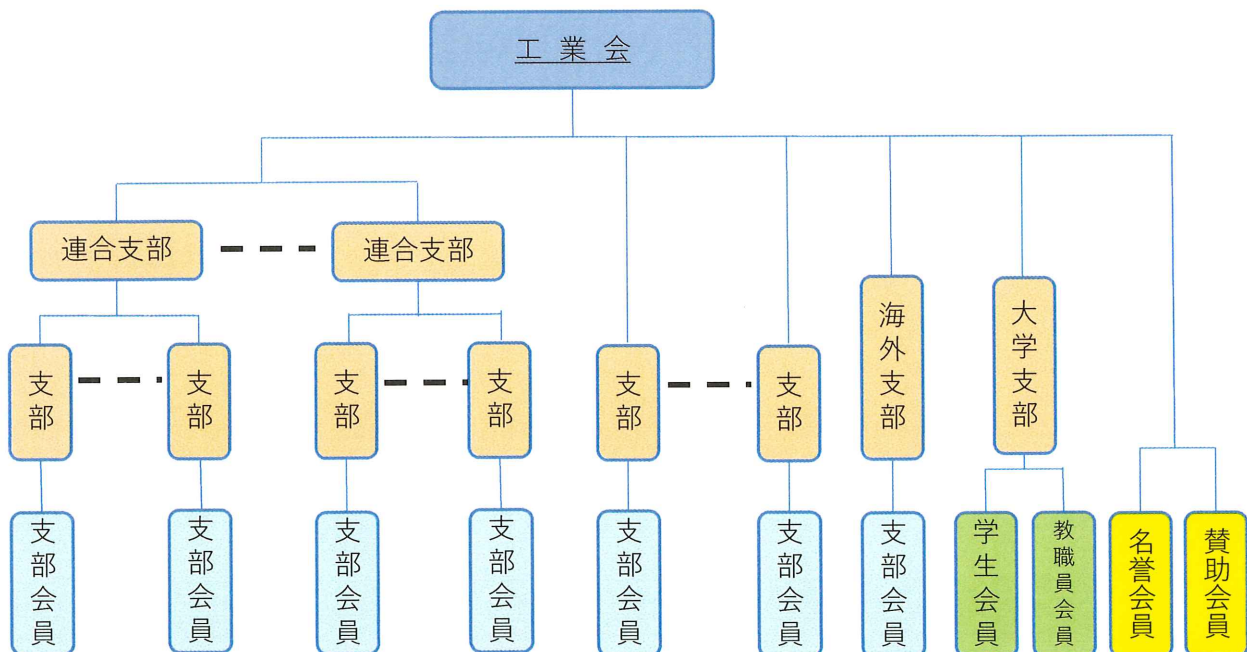 工業会
連合支部
連合支部
支部
支部
支部
支部
支部
支部
海外支部
大学支部
支部会員
支部会員
支部会員
支部会員
支部会員
支部会員
支部会員
学生会員
教職員会員
名誉会員
賛助会員